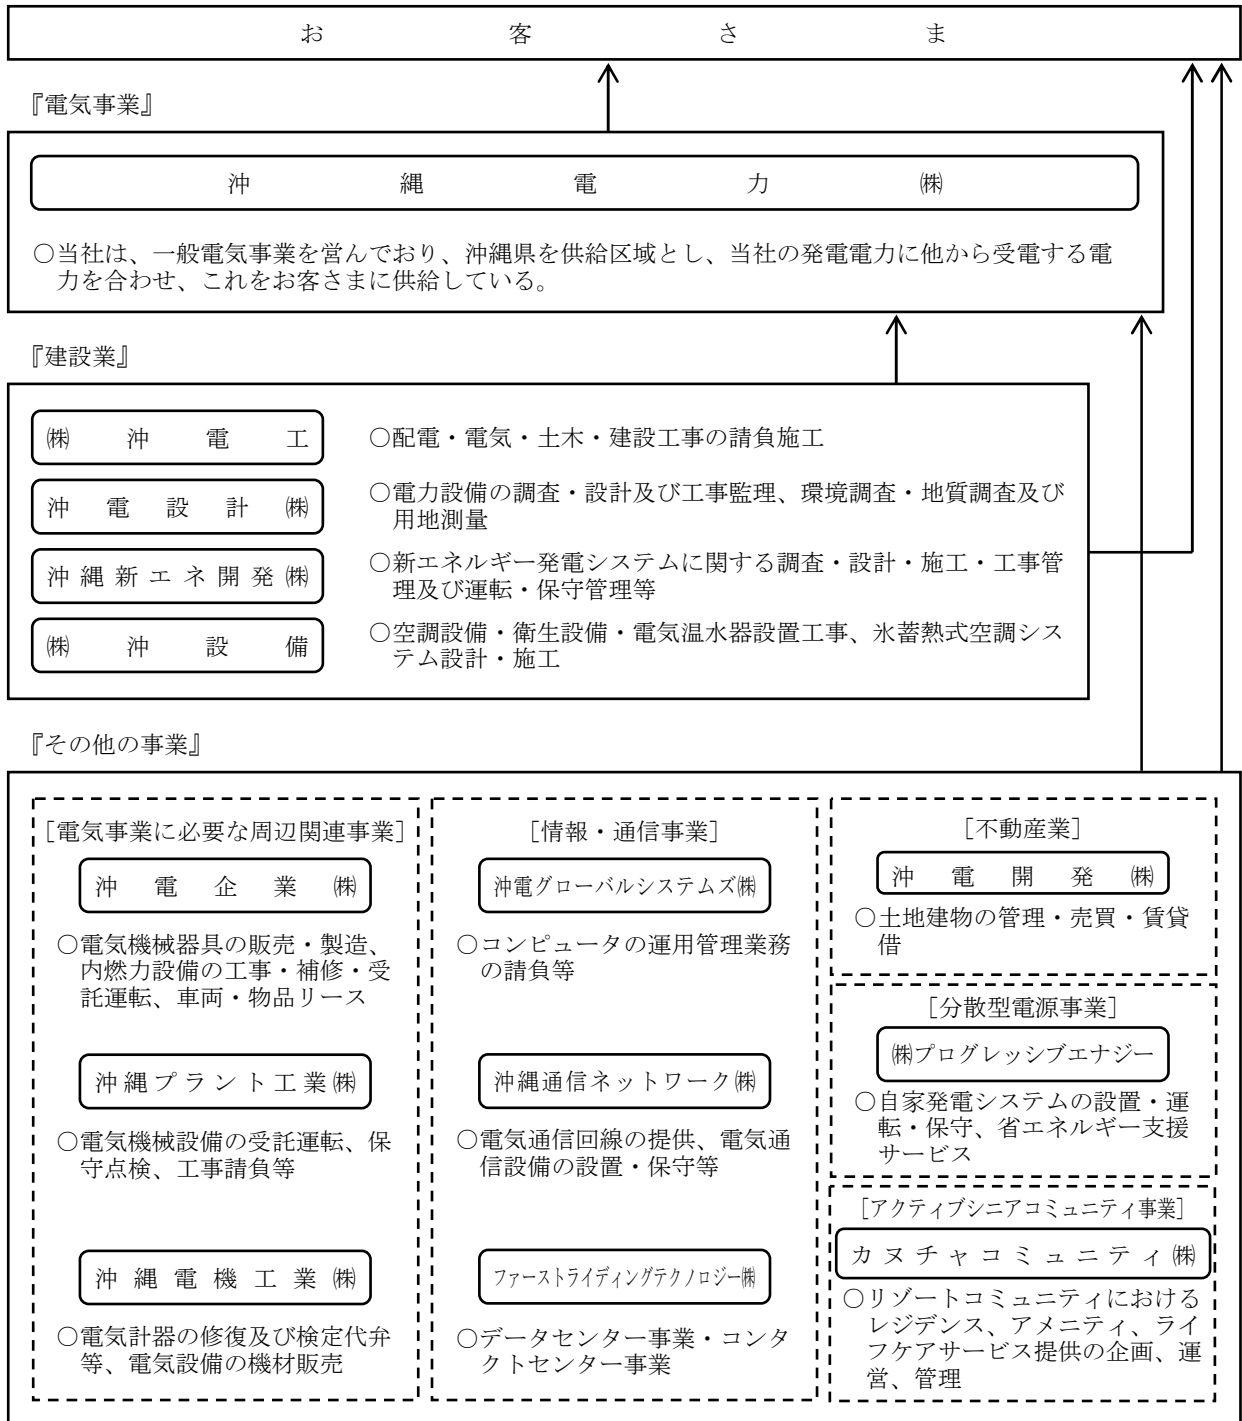 お客さま
『電気事業』
沖縄電力㈱
○当社は、一般電気事業を営んでおり、沖縄県を供給区域とし、当社の発電電力に他から受電する電
力を合わせ、これをお客さまに供給している。
『建設業』
㈱沖電工
○配電・電気・土木・建設工事の請負施工
沖電設計㈱
○電力設備の調査・設計及び工事監理、環境調査・地質調査及び
用地測量
沖縄新エネ開発㈱
○新エネルギー発電システムに関する調査・設計・施工・工事管
理及び運転・保守管理等
㈱沖設備
○空調設備・衛生設備・電気温水器設置工事、氷蓄熱式空調シス
テム設計・施工
『その他の事業』
［電気事業に必要な周辺関連事業］
沖電企業㈱
○電気機械器具の販売・製造、
内燃力設備の工事・補修・受
託運転、車両・物品リース
沖縄プラント工業㈱
○電気機械設備の受託運転、保
守点検、工事請負等
沖縄電機工業㈱
○電気計器の修復及び検定代弁
等、電気設備の機材販売
［情報・通信事業］
沖電グローバルシステムズ㈱
○コンピュータの運用管理業務
の請負等
沖縄通信ネットワーク㈱
○電気通信回線の提供、電気通
信設備の設置・保守等
ファーストライディングテクノロジー㈱
○データセンター事業・コンタ
クトセンター事業
［不動産業］
沖電開発㈱
○土地建物の管理・売買・賃貸
借
［分散型電源事業］
㈱プログレッシブエナジー
○自家発電システムの設置・運
転・保守、省エネルギー支援
サービス
［アクティブシニアコミュニティ事業］
カヌチャコミュニティ㈱
○リゾートコミュニティにおける
レジデンス、アメニティ、ライ
フケアサービス提供の企画、運
営、管理